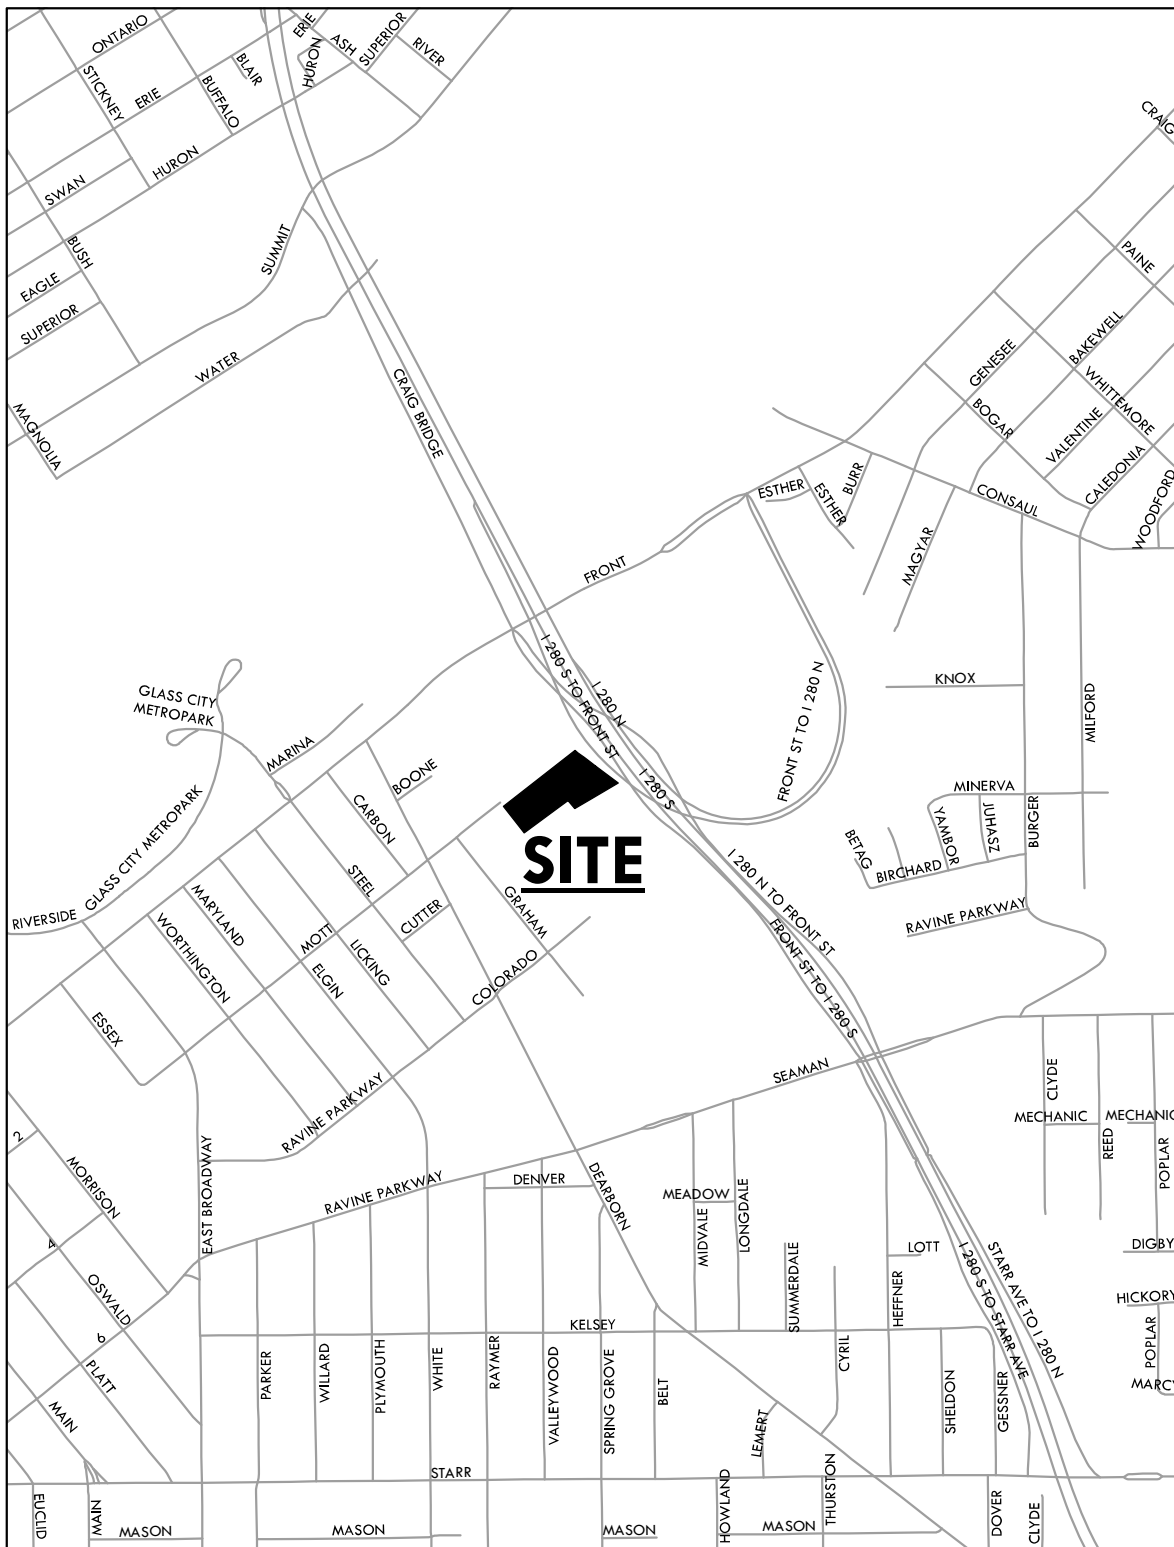 ONTARIO
STICKNEY
ERIE
BUFFALO
BLAIR
ERIE
HURON
ASH
SUPERIOR
RIVER
SWAN
HURON
BUSH
EAGLE
SUPERIOR
SUMMIT
WATER
MAGNOLIA
CRAIG BRIDGE
CRAIG
PAINE
BAKEWELL
GENESEE
WHITTEMORE
BOGAR
VALENTINE
CALEDONIA
WOODFORD
CONSAUL
ESTHER
ESTHER
BURR
MAGYAR
FRONT
I 280 S TO FRONT ST
I 280 N
I 280 S
FRONT ST TO I 280 N
KNOX
MILFORD
MINERVA
BURGER
JUHASZ
YAMBOR
BETAG
BIRCHARD
RAVINE PARKWAY
GLASS CITY
METROPARK
MARINA
BOONE
CARBON
GLASS CITY METROPARK
RIVERSIDE
SITE
STEEL
CUTTER
GRAHAM
MARYLAND
WORTHINGTON
MOTT
LICKING
ELGIN
COLORADO
ESSEX
I 280 N TO FRONT ST
FRONT ST TO I 280 S
SEAMAN
CLYDE
MECHANIC
REED
MECHANIC
POPLAR
RAVINE PARKWAY
2
MORRISON
EAST BROADWAY
RAVINE PARKWAY
DENVER
DEARBORN
MEADOW
MIDVALE
LONGDALE
SUMMERDALE
LOTT
HEFFNER
DIGBY
4
OSWALD
6
PLATT
MAIN
STARR AVE TO I 280 N
I 280 S TO STARR AVE
HICKORY
POPLAR
MARCY
KELSEY
PARKER
WILLARD
PLYMOUTH
WHITE
RAYMER
VALLEYWOOD
SPRING GROVE
BELT
CYRIL
LEMERT
SHELDON
GESSNER
STARR
EUCLID
MAIN
MASON
MASON
MASON
HOWLAND
MASON
THURSTON
DOVER
CLYDE